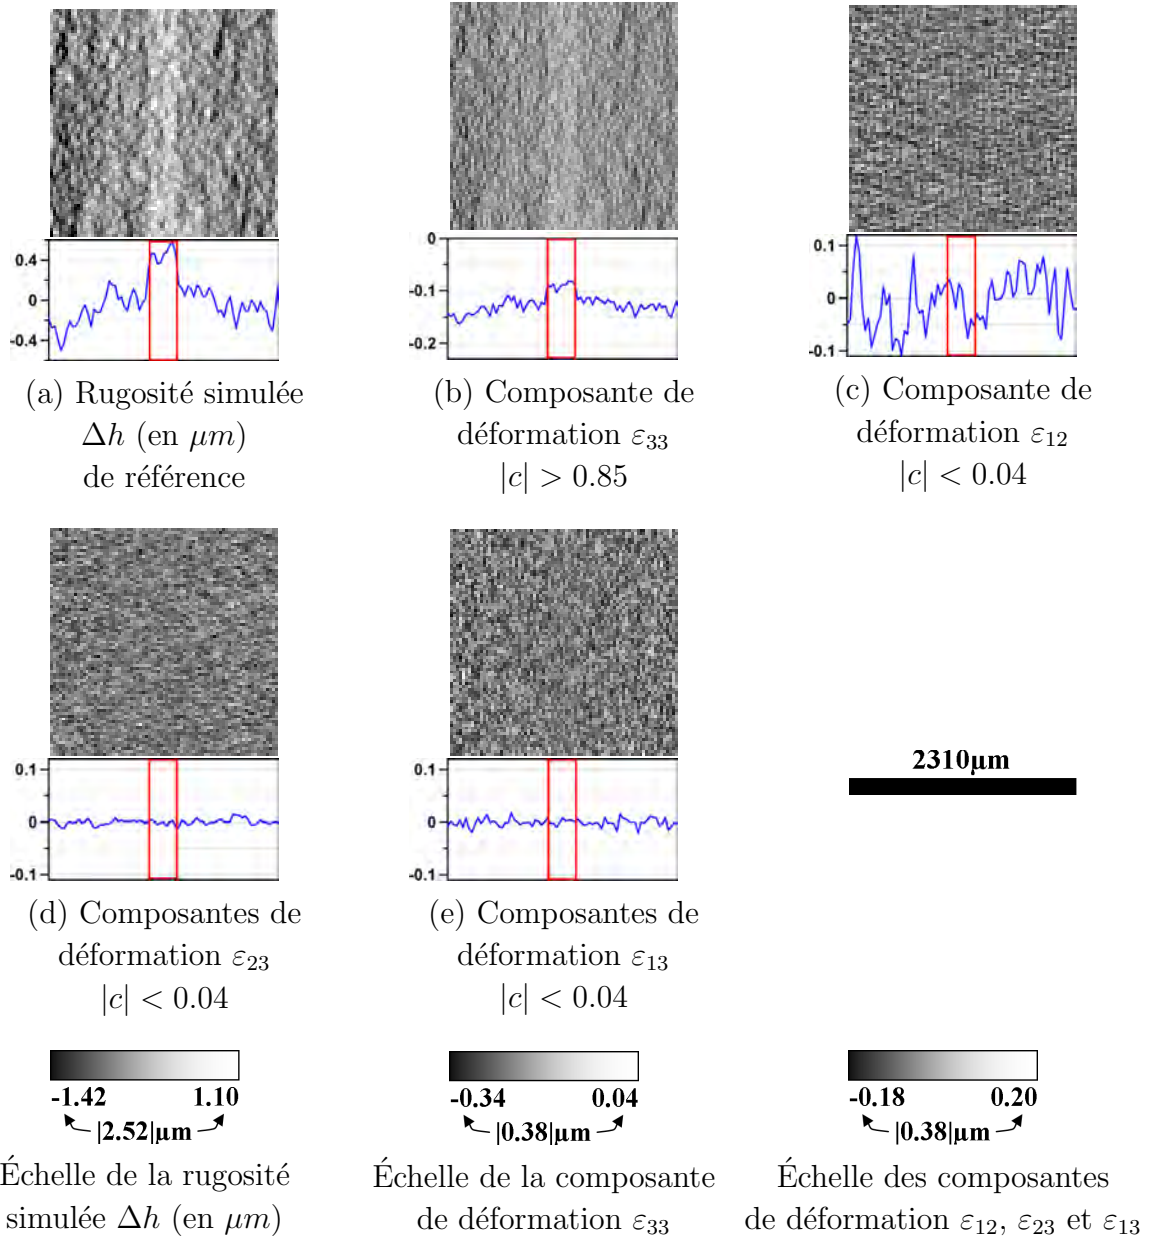 0.4
0
-0.4
0
-0.1
-0.2
0.1
0
-0.1
(a) Rugosité simulée
Δh (en μm)
de référence
(b) Composante de
déformation ε33
|c| > 0.85
(c) Composante de
déformation ε12
|c| < 0.04
0.1
0
-0.1
0.1
0
-0.1
2310μm
(d) Composantes de
déformation ε23
|c| < 0.04
(e) Composantes de
déformation ε13
|c| < 0.04
-1.42 1.10
|2.52|μm
Échelle de la rugosité
simulée Δh (en μm)
-0.34 0.04
|0.38|μm
Échelle de la composante
de déformation ε33
-0.18 0.20
|0.38|μm
Échelle des composantes
de déformation ε12, ε23 et ε13